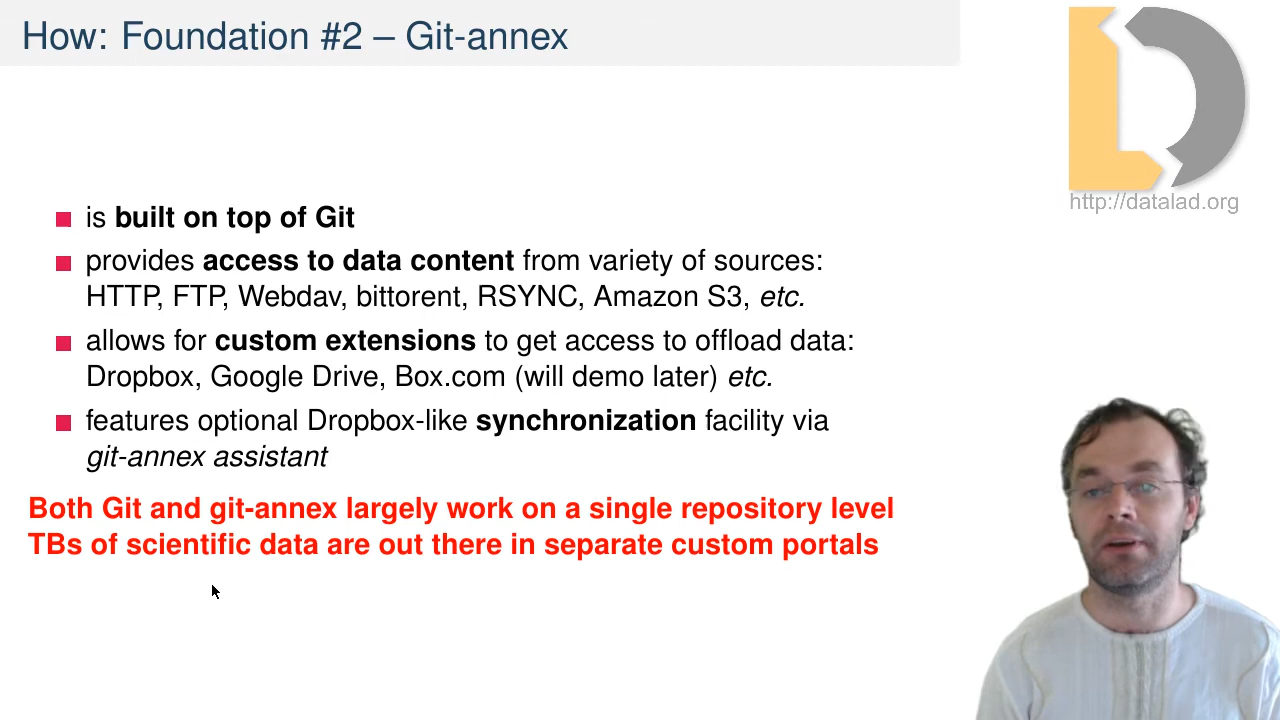 How: Foundation #2 – Git-annex
http://datalad.org
is built on top of Git
provides access to data content from variety of sources:
HTTP, FTP, Webdav, bittorent, RSYNC, Amazon S3, etc.
allows for custom extensions to get access to offload data:
Dropbox, Google Drive, Box.com (will demo later) etc.
features optional Dropbox-like synchronization facility via
git-annex assistant
Both Git and git-annex largely work on a single repository level
TBs of scientific data are out there in separate custom portals